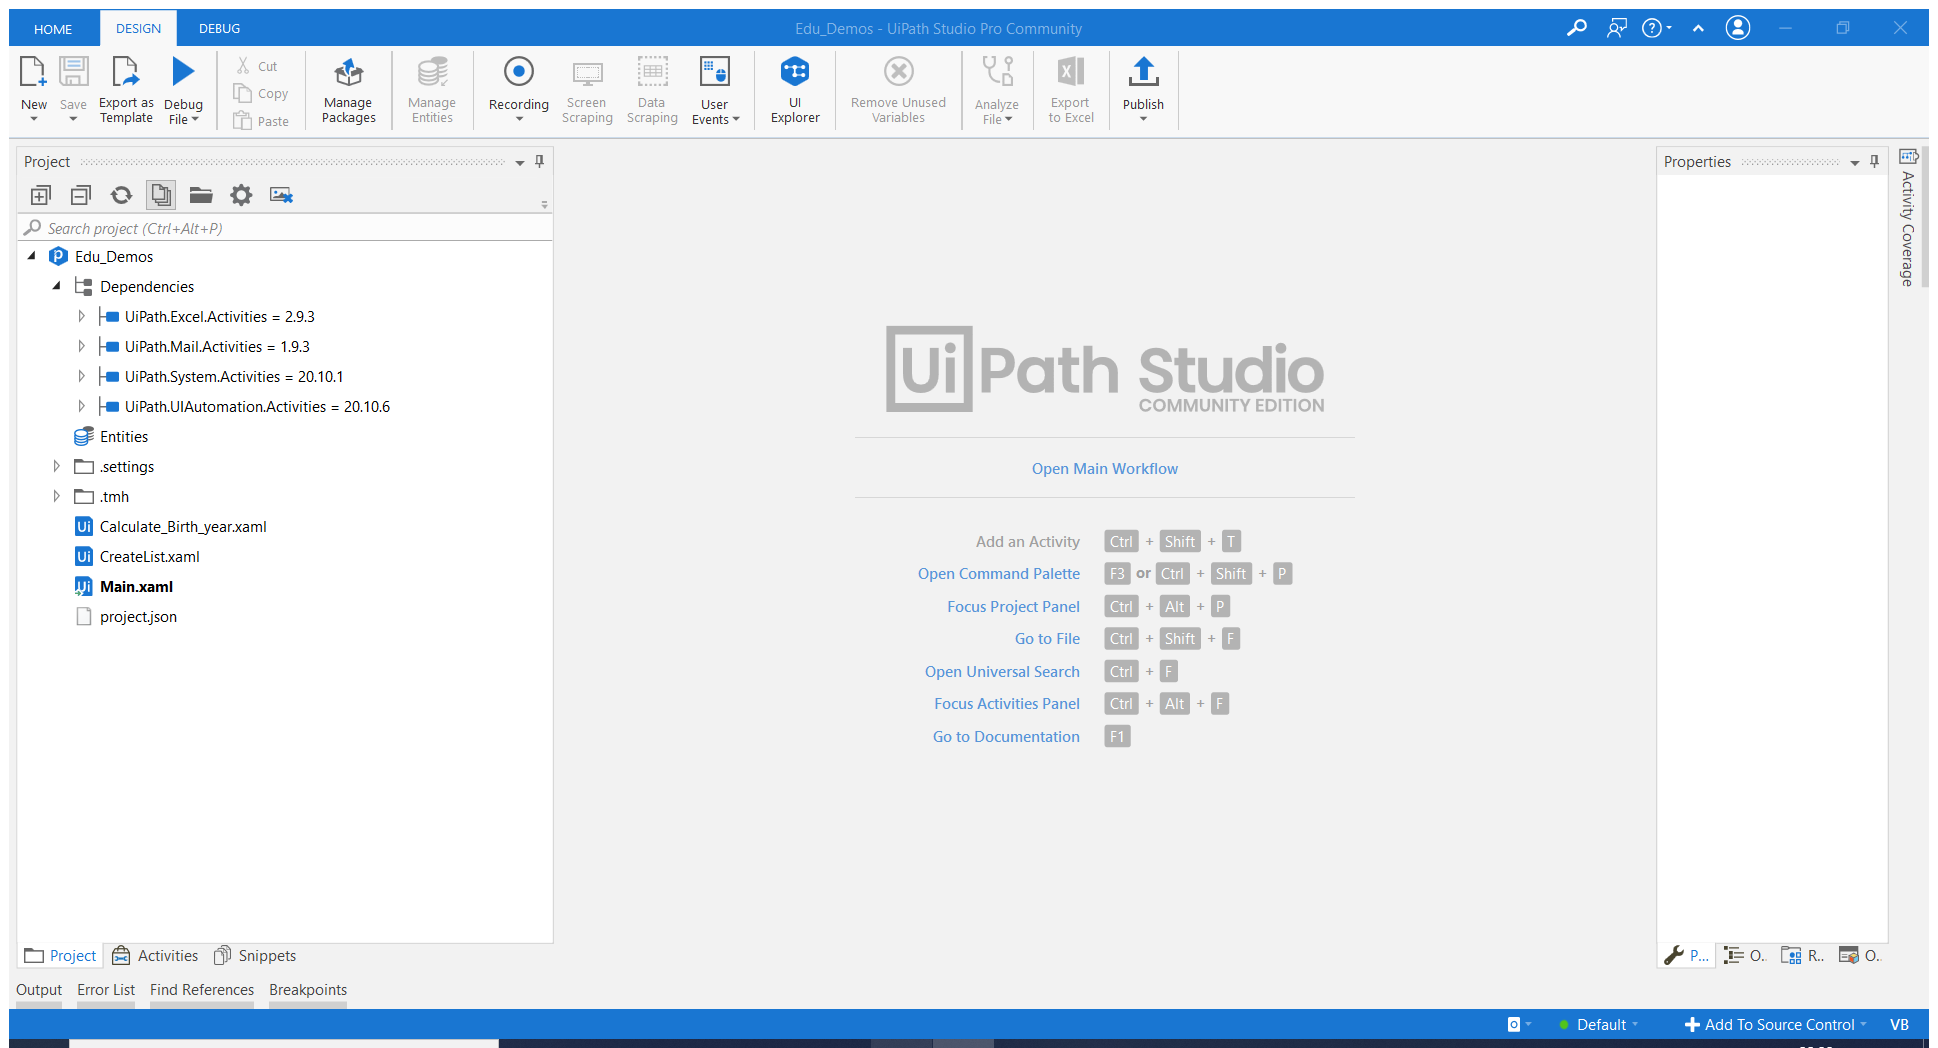 HOME DESIGN DEBUG Edu_Demos - UiPath Studio Pro Community
New Save Export as Template Debug File Cut Copy Paste Manage Packages Manage Entities Recording Screen Scraping Data Scraping User Events UI Explorer Remove Unused Variables Analyze File Export to Excel Publish
Project
Search project (Ctrl+Alt+P)
Edu_Demos
Dependencies
UiPath.Excel.Activities = 2.9.3
UiPath.Mail.Activities = 1.9.3
UiPath.System.Activities = 20.10.1
UiPath.UIAutomation.Activities = 20.10.6
Entities
.settings
.tmh
Ui Calculate_Birth_year.xaml
Ui CreateList.xaml
Ui Main.xaml
project.json
Project Activities Snippets
UiPath Studio
COMMUNITY EDITION
Open Main Workflow
Add an Activity Ctrl + Shift + T
Open Command Palette F3 or Ctrl + Shift + P
Focus Project Panel Ctrl + Alt + P
Go to File Ctrl + Shift + F
Open Universal Search Ctrl + F
Focus Activities Panel Ctrl + Alt + F
Go to Documentation F1
Properties
Activity Coverage
P... O.. R.. O..
Output Error List Find References Breakpoints
Default Add To Source Control VB